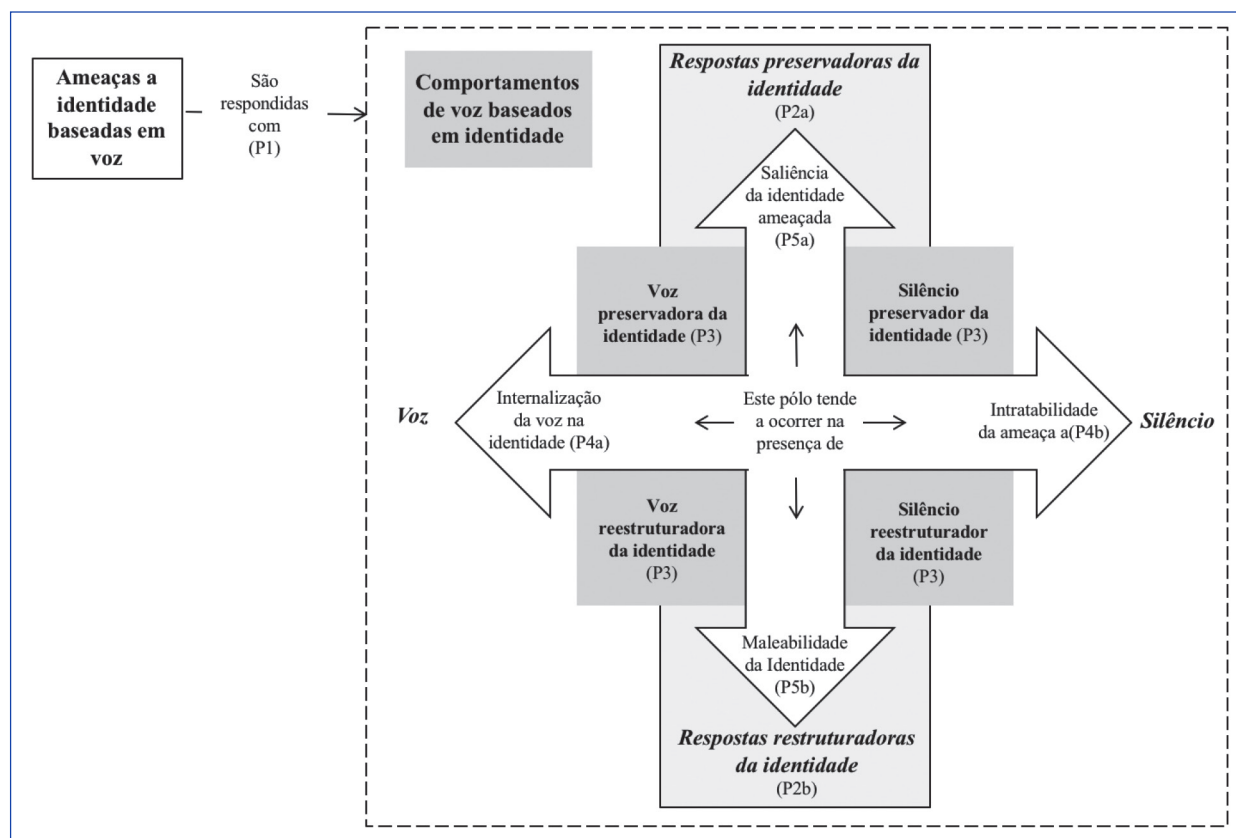 Ameaças a
identidade
baseadas em
voz
São
respondidas
com
(P1)
Comportamentos
de voz baseados
em identidade
Respostas preservadoras da
identidade
(P2a)
Saliência
da identidade
ameaçada
(P5a)
Voz
preservadora da
identidade (P3)
Silêncio
preservador da
identidade (P3)
Voz
Internalização
da voz na
identidade (P4a)
Este pólo tende
a ocorrer na
presença de
Intratabilidade
da ameaça a(P4b)
Silêncio
Voz
reestruturadora
da identidade
(P3)
Silêncio
reestruturador
da identidade
(P3)
Maleabilidade
da Identidade
(P5b)
Respostas restruturadoras
da identidade
(P2b)